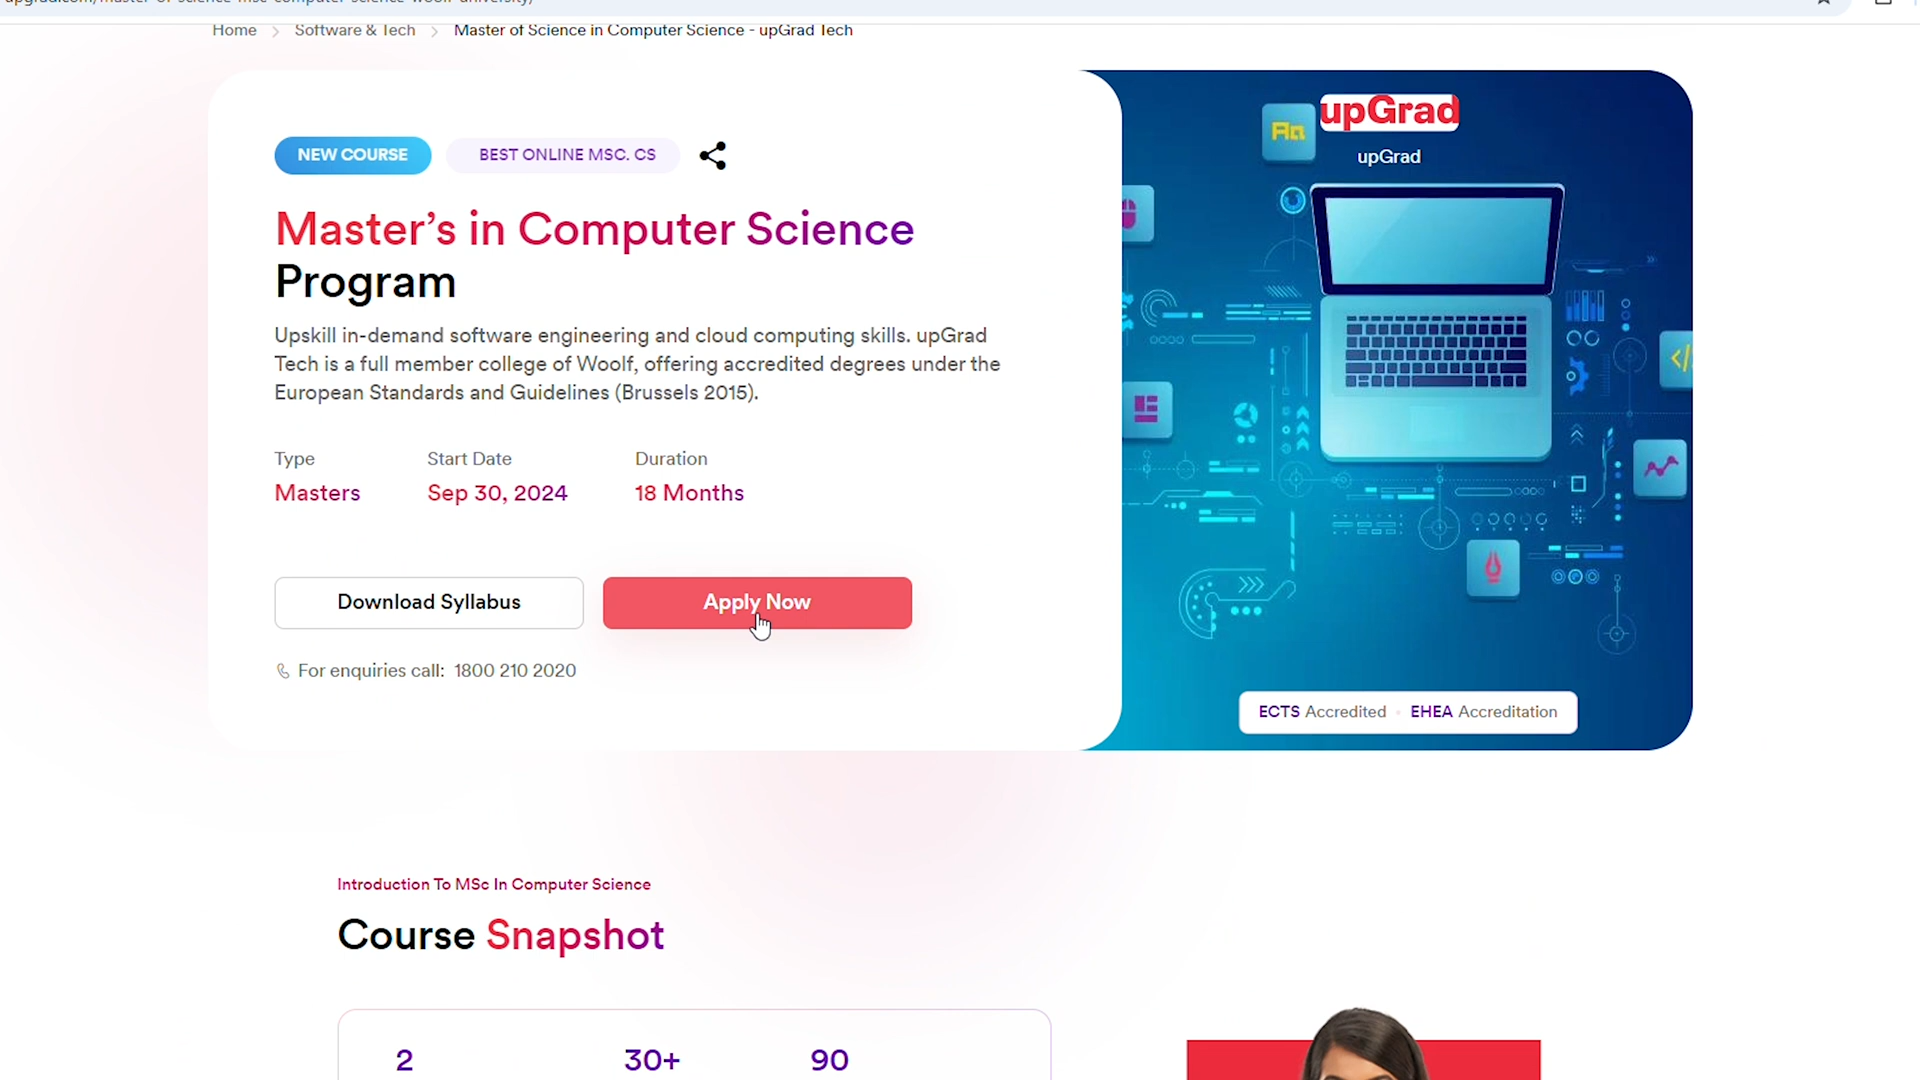 Home > Software & Tech > Master of Science in Computer Science - upGrad Tech
NEW COURSE
BEST ONLINE MSC. CS
Master's in Computer Science
Program
Upskill in-demand software engineering and cloud computing skills. upGrad
Tech is a full member college of Woolf, offering accredited degrees under the
European Standards and Guidelines (Brussels 2015).
Type
Start Date
Duration
Masters
Sep 30, 2024
18 Months
Download Syllabus
Apply Now
For enquiries call: 1800 210 2020
Aa
upGrad
upGrad
</
ECTS Accredited • EHEA Accreditation
Introduction To MSc In Computer Science
Course Snapshot
2
30+
90